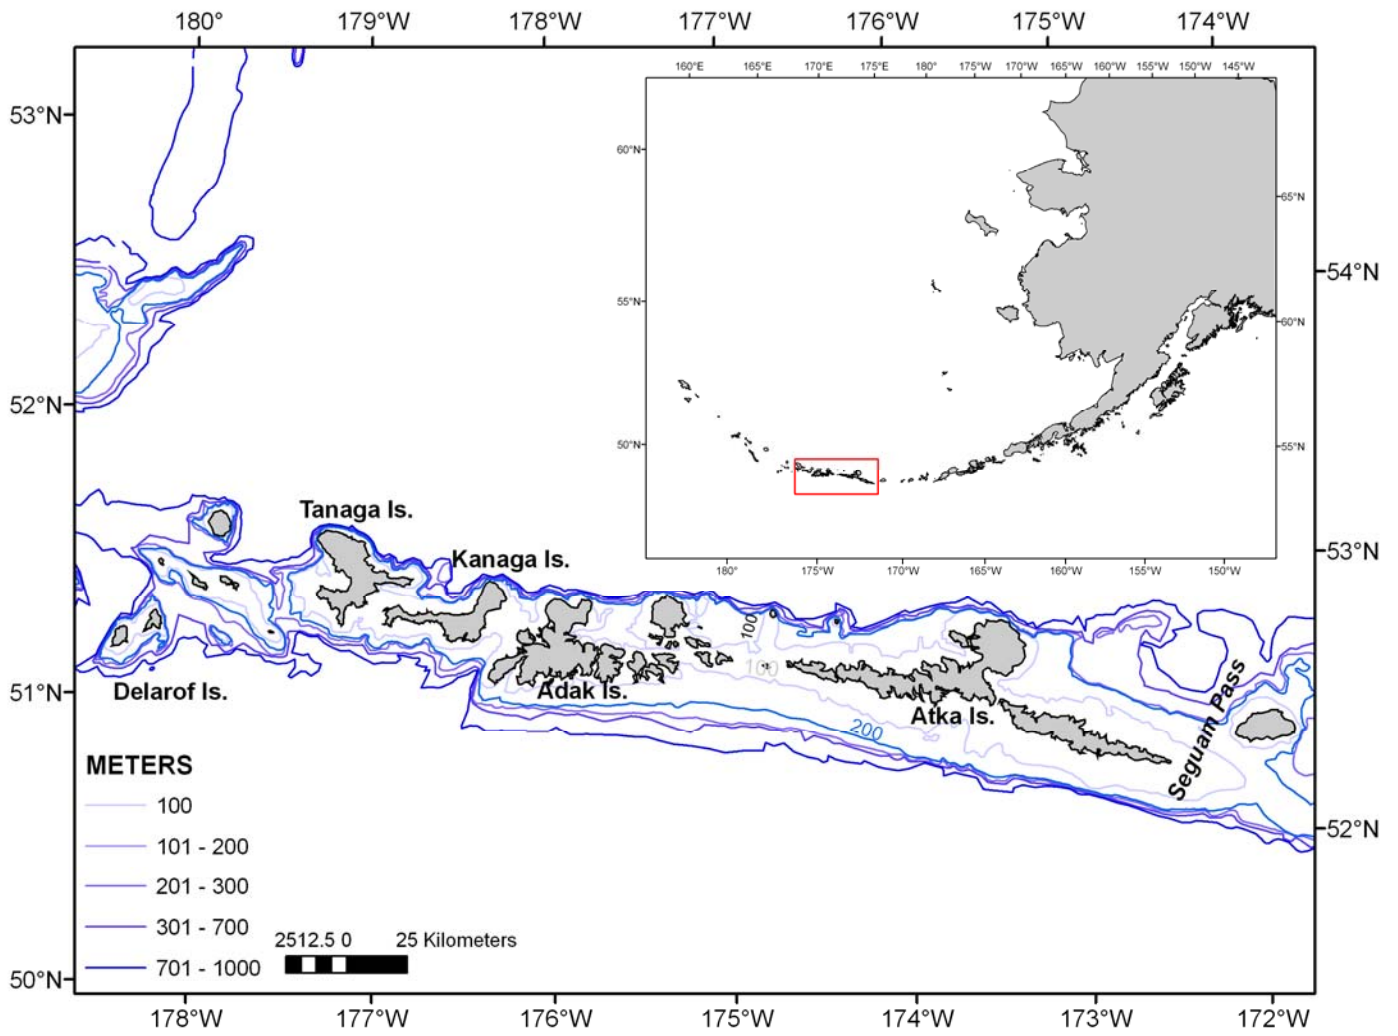 180° 179°W 178°W 177°W 176°W 175°W 174°W
160°E 165°E 170°E 175°E 180° 175°W 170°W 165°W 160°W 155°W 150°W 145°W
53°N
60°N
65°N
54°N
55°N
60°N
52°N
50°N
55°N
Tanaga Is.
Kanaga Is.
53°N
180° 175°W 170°W 165°W 160°W 155°W 150°W
100
100
51°N
Delarof Is.
Adak Is.
Atka Is.
Seguam Pass
200
METERS
100
101 - 200
52°N
201 - 300
301 - 700
2512.5 0 25 Kilometers
701 - 1000
50°N
178°W 177°W 176°W 175°W 174°W 173°W 172°W